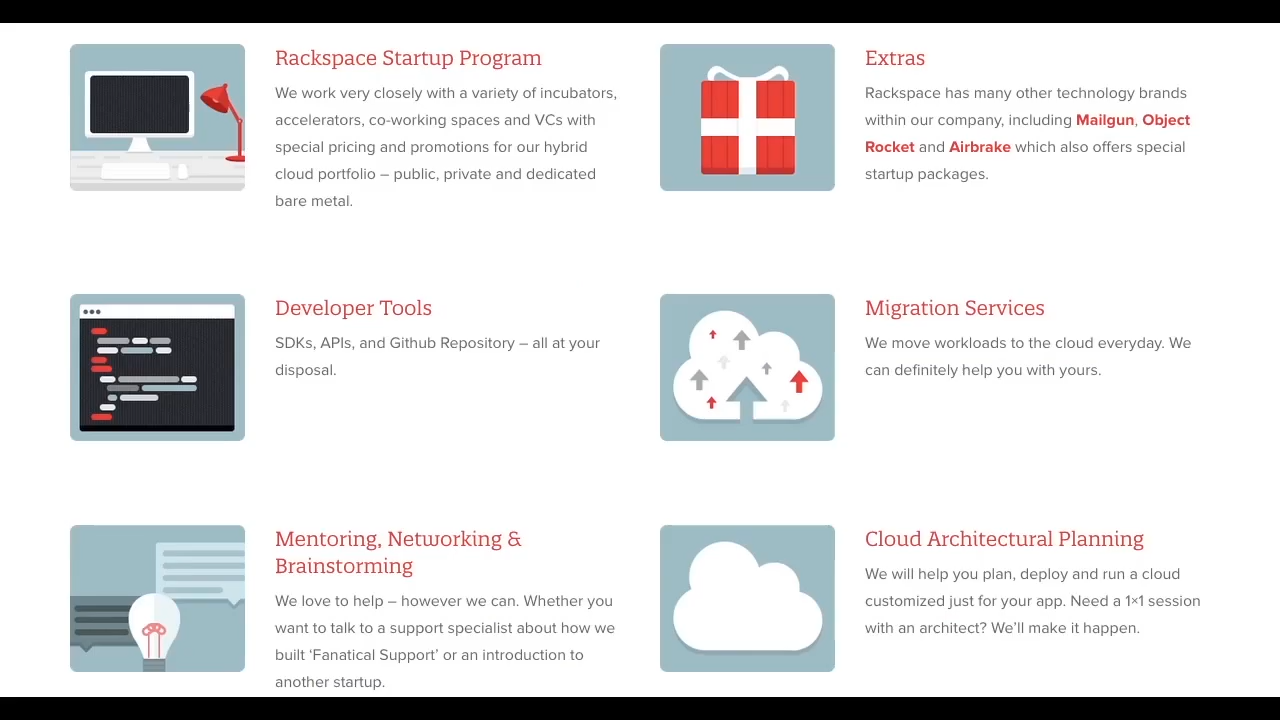 Rackspace Startup Program
We work very closely with a variety of incubators,
accelerators, co-working spaces and VCs with
special pricing and promotions for our hybrid
cloud portfolio – public, private and dedicated
bare metal.
Extras
Rackspace has many other technology brands
within our company, including Mailgun, Object
Rocket and Airbrake which also offers special
startup packages.
Developer Tools
SDKs, APIs, and Github Repository – all at your
disposal.
Migration Services
We move workloads to the cloud everyday. We
can definitely help you with yours.
Mentoring, Networking &
Brainstorming
We love to help – however we can. Whether you
want to talk to a support specialist about how we
built ‘Fanatical Support’ or an introduction to
another startup.
Cloud Architectural Planning
We will help you plan, deploy and run a cloud
customized just for your app. Need a 1×1 session
with an architect? We’ll make it happen.